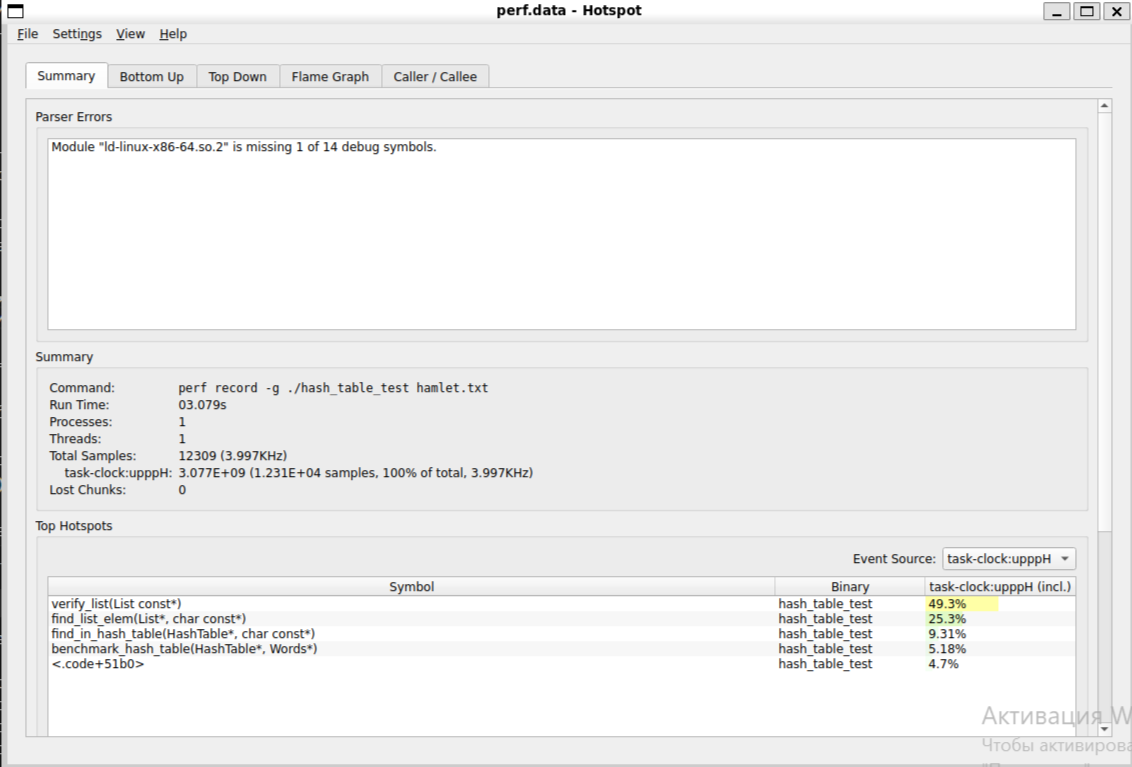 perf.data - Hotspot
File Settings View Help
Summary Bottom Up Top Down Flame Graph Caller / Callee
Parser Errors
Module "ld-linux-x86-64.so.2" is missing 1 of 14 debug symbols.
Summary
Command: perf record -g ./hash_table_test hamlet.txt
Run Time: 03.079s
Processes: 1
Threads: 1
Total Samples: 12309 (3.997KHz)
task-clock:upppH: 3.077E+09 (1.231E+04 samples, 100% of total, 3.997KHz)
Lost Chunks: 0
Top Hotspots
Event Source: task-clock:upppH
Symbol Binary task-clock:upppH (incl.)
verify_list(List const*) hash_table_test 49.3%
find_list_elem(List*, char const*) hash_table_test 25.3%
find_in_hash_table(HashTable*, char const*) hash_table_test 9.31%
benchmark_hash_table(HashTable*, Words*) hash_table_test 5.18%
<.code+51b0> hash_table_test 4.7%
Активация W
Чтобы активирова